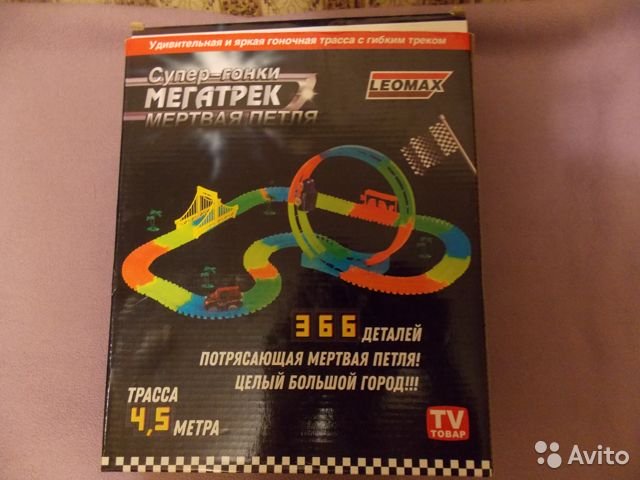 Удивительная и яркая гоночная трасса с гибким треком
Супер-гонки
МЕГАТРЕК
МЕРТВАЯ ПЕТЛЯ
LEOMAX
366 ДЕТАЛЕЙ
ПОТРЯСАЮЩАЯ МЕРТВАЯ ПЕТЛЯ!
ЦЕЛЫЙ БОЛЬШОЙ ГОРОД!!!
ТРАССА
4,5 МЕТРА
TV
ТОВАР
Avito